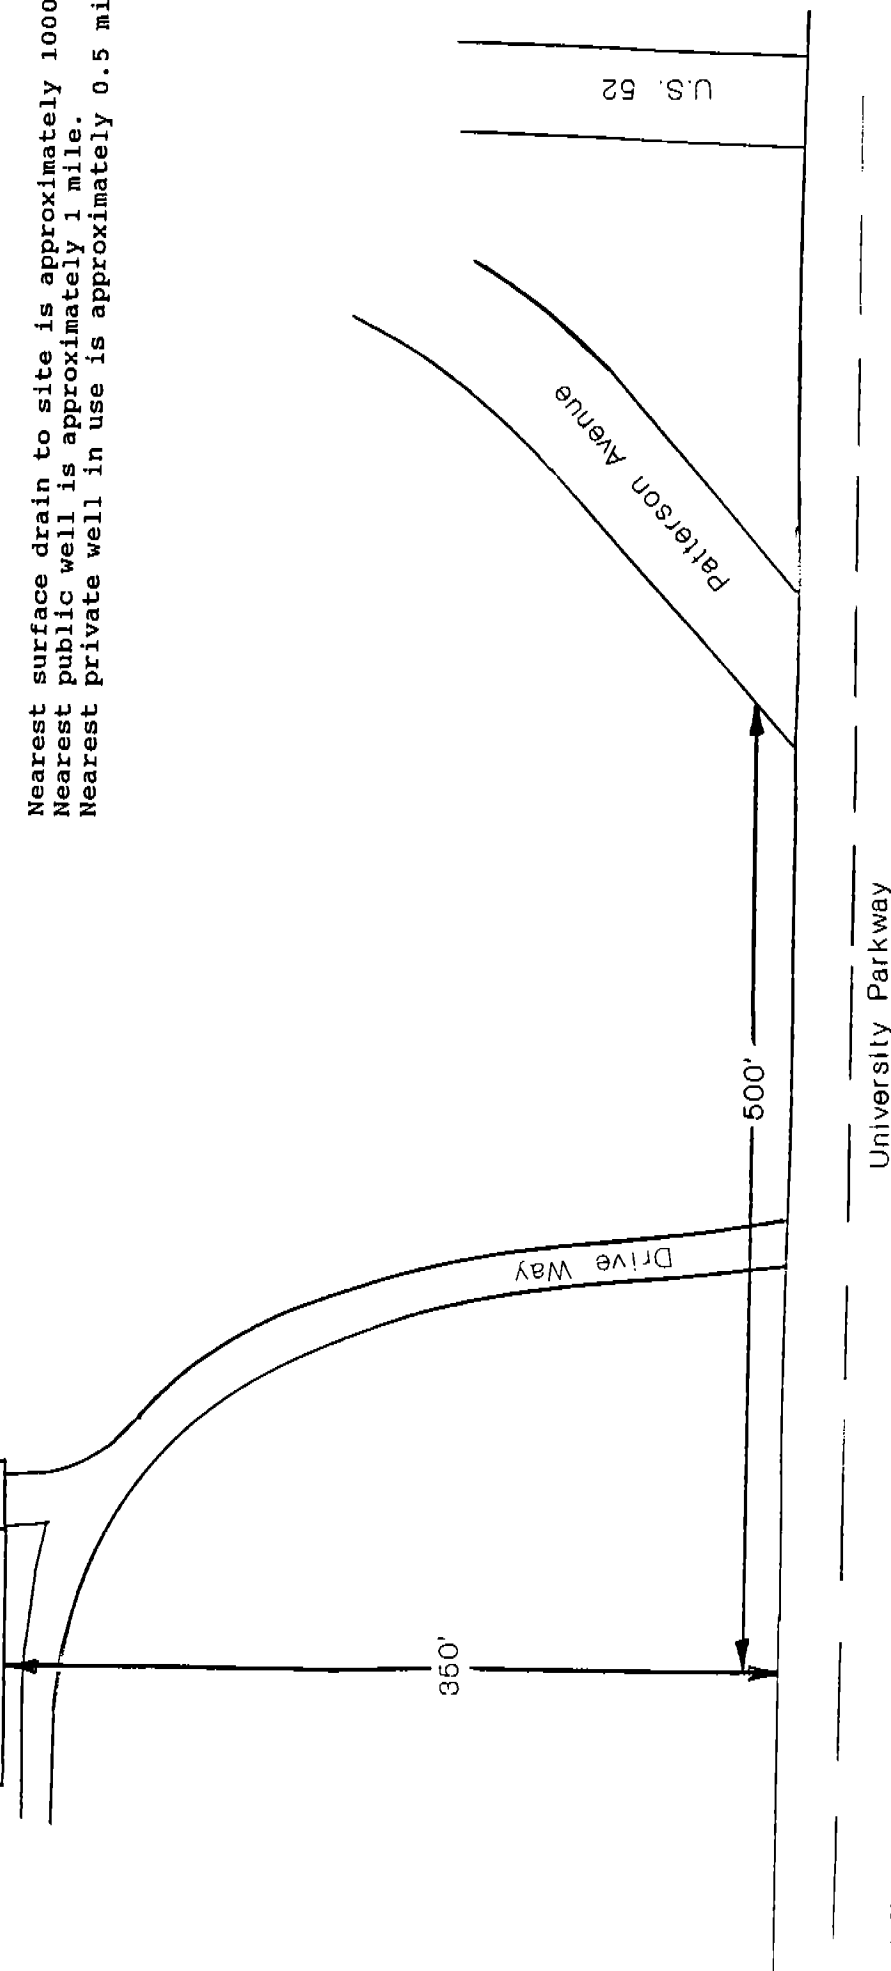 Nearest surface drain to site is approximately 1000
Nearest public well is approximately 1 mile.
Nearest private well in use is approximately 0.5 mi
U.S. 52
Patterson Avenue
Drive Way
350'
500'
University Parkway